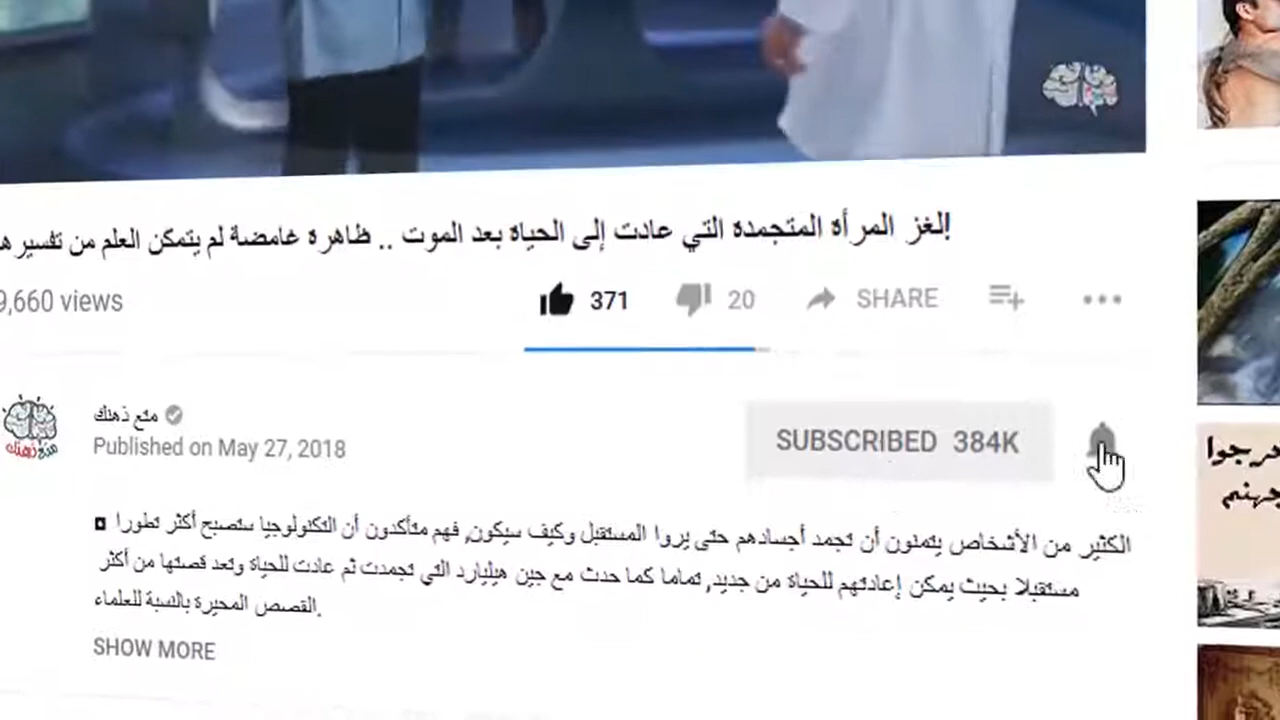 لغز المرأة المتجمدة التي عادت إلى الحياة بعد الموت .. ظاهرة غامضة لم يتمكن العلم من تفسيرها!
9,660 views
371 20 SHARE
متع ذهنك
Published on May 27, 2018
SUBSCRIBED 384K
الكثير من الأشخاص يتمنون أن تجمد أجسادهم حتى يروا المستقبل وكيف سيكون, فهم متأكدون أن التكنولوجيا ستصبح أكثر تطورا
مستقبلا بحيث يمكن إعادتهم للحياة من جديد, تماما كما حدث مع جين هيليارد التي تجمدت ثم عادت للحياة وتعد قصتها من أكثر
القصص المحيرة بالنسبة للعلماء.
SHOW MORE
متع ذهنك